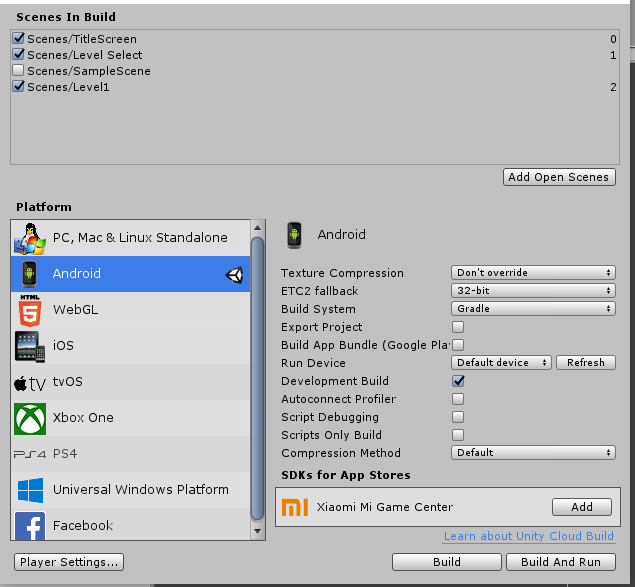 Scenes In Build
Scenes/TitleScreen 0
Scenes/Level Select 1
Scenes/SampleScene
Scenes/Level1 2
Add Open Scenes
Platform
PC, Mac & Linux Standalone
Android
HTML 5 WebGL
iOS
tv tvOS
Xbox One
PS4 PS4
Universal Windows Platform
f Facebook
Android
Texture Compression Don't override
ETC2 fallback 32-bit
Build System Gradle
Export Project
Build App Bundle (Google Pla
Run Device Default device Refresh
Development Build
Autoconnect Profiler
Script Debugging
Scripts Only Build
Compression Method Default
SDKs for App Stores
mi Xiaomi Mi Game Center Add
Learn about Unity Cloud Build
Player Settings... Build Build And Run